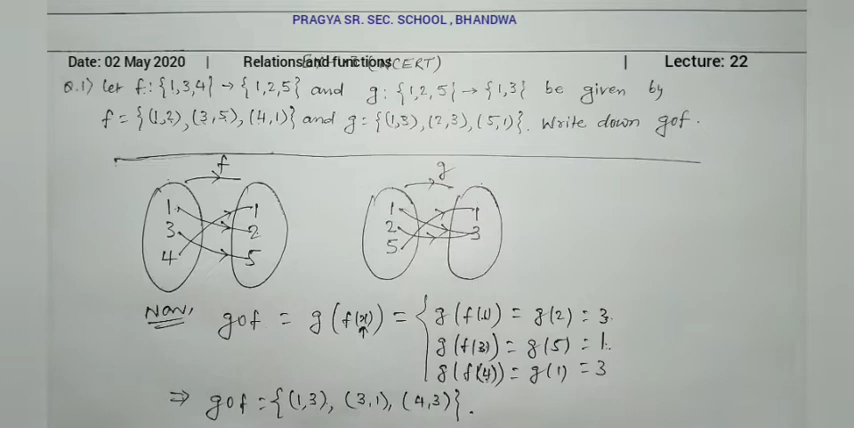 PRAGYA SR. SEC. SCHOOL , BHANDWA
Date: 02 May 2020 | Relations and functions (NCERT) | Lecture: 22
Q.1) Let f: {1,3,4} → {1,2,5} and g: {1,2,5} → {1,3} be given by
f = {(1,2), (3,5), (4,1)} and g = {(1,3), (2,3), (5,1)}. Write down gof.
f g
1 1 1 1
3 2 2 3
4 5 5
Now, gof = g(f(x)) = { g(f(1)) = g(2) = 3.
g(f(3)) = g(5) = 1.
g(f(4)) = g(1) = 3
⇒ gof = {(1,3), (3,1), (4,3)}.